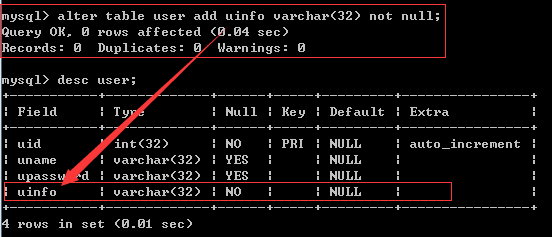 mysql> alter table user add uinfo varchar(32) not null;
Query OK, 0 rows affected (0.04 sec)
Records: 0  Duplicates: 0  Warnings: 0
mysql> desc user;
+-----------+-------------+------+-----+---------+----------------+
| Field     | Type        | Null | Key | Default | Extra          |
+-----------+-------------+------+-----+---------+----------------+
| uid       | int(32)     | NO   | PRI | NULL    | auto_increment |
| uname     | varchar(32) | YES  |     | NULL    |                |
| upassword | varchar(32) | YES  |     | NULL    |                |
| uinfo     | varchar(32) | NO   |     | NULL    |                |
+-----------+-------------+------+-----+---------+----------------+
4 rows in set (0.01 sec)